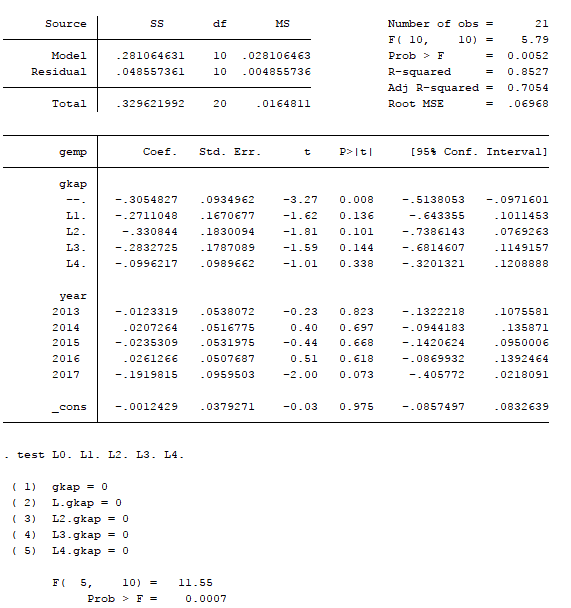 Source SS df MS Number of obs = 21
F( 10, 10) = 5.79
Model .281064631 10 .028106463 Prob > F = 0.0052
Residual .048557361 10 .004855736 R-squared = 0.8527
Adj R-squared = 0.7054
Total .329621992 20 .0164811 Root MSE = .06968
gemp Coef. Std. Err. t P>|t| [95% Conf. Interval]
gkap
--. -.3054827 .0934962 -3.27 0.008 -.5138053 -.0971601
L1. -.2711048 .1670677 -1.62 0.136 -.643355 .1011453
L2. -.330844 .1830094 -1.81 0.101 -.7386143 .0769263
L3. -.2832725 .1787089 -1.59 0.144 -.6814607 .1149157
L4. -.0996217 .0989662 -1.01 0.338 -.3201321 .1208888
year
2013 -.0123319 .0538072 -0.23 0.823 -.1322218 .1075581
2014 .0207264 .0516775 0.40 0.697 -.0944183 .135871
2015 -.0235309 .0531975 -0.44 0.668 -.1420624 .0950006
2016 .0261266 .0507687 0.51 0.618 -.0869932 .1392464
2017 -.1919815 .0959503 -2.00 0.073 -.405772 .0218091
_cons -.0012429 .0379271 -0.03 0.975 -.0857497 .0832639
. test L0. L1. L2. L3. L4.
( 1) gkap = 0
( 2) L.gkap = 0
( 3) L2.gkap = 0
( 4) L3.gkap = 0
( 5) L4.gkap = 0
F( 5, 10) = 11.55
Prob > F = 0.0007